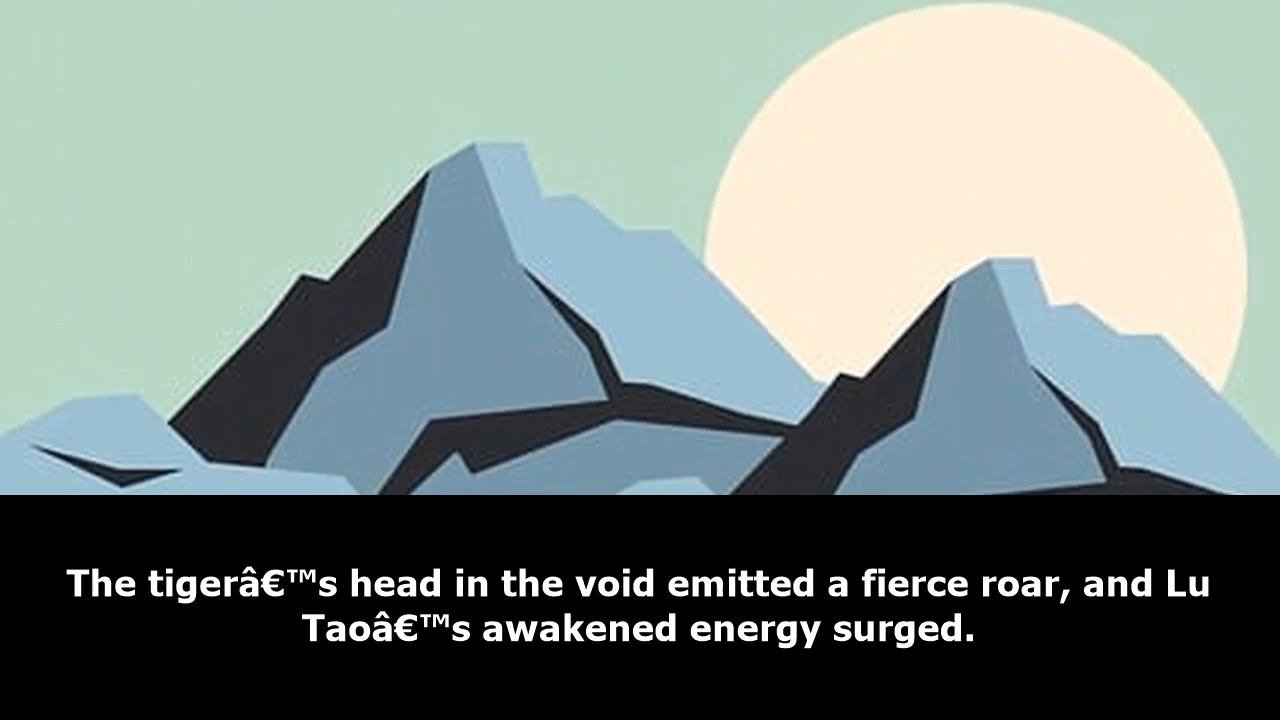 The tigerâ€™s head in the void emitted a fierce roar, and Lu
Taoâ€™s awakened energy surged.